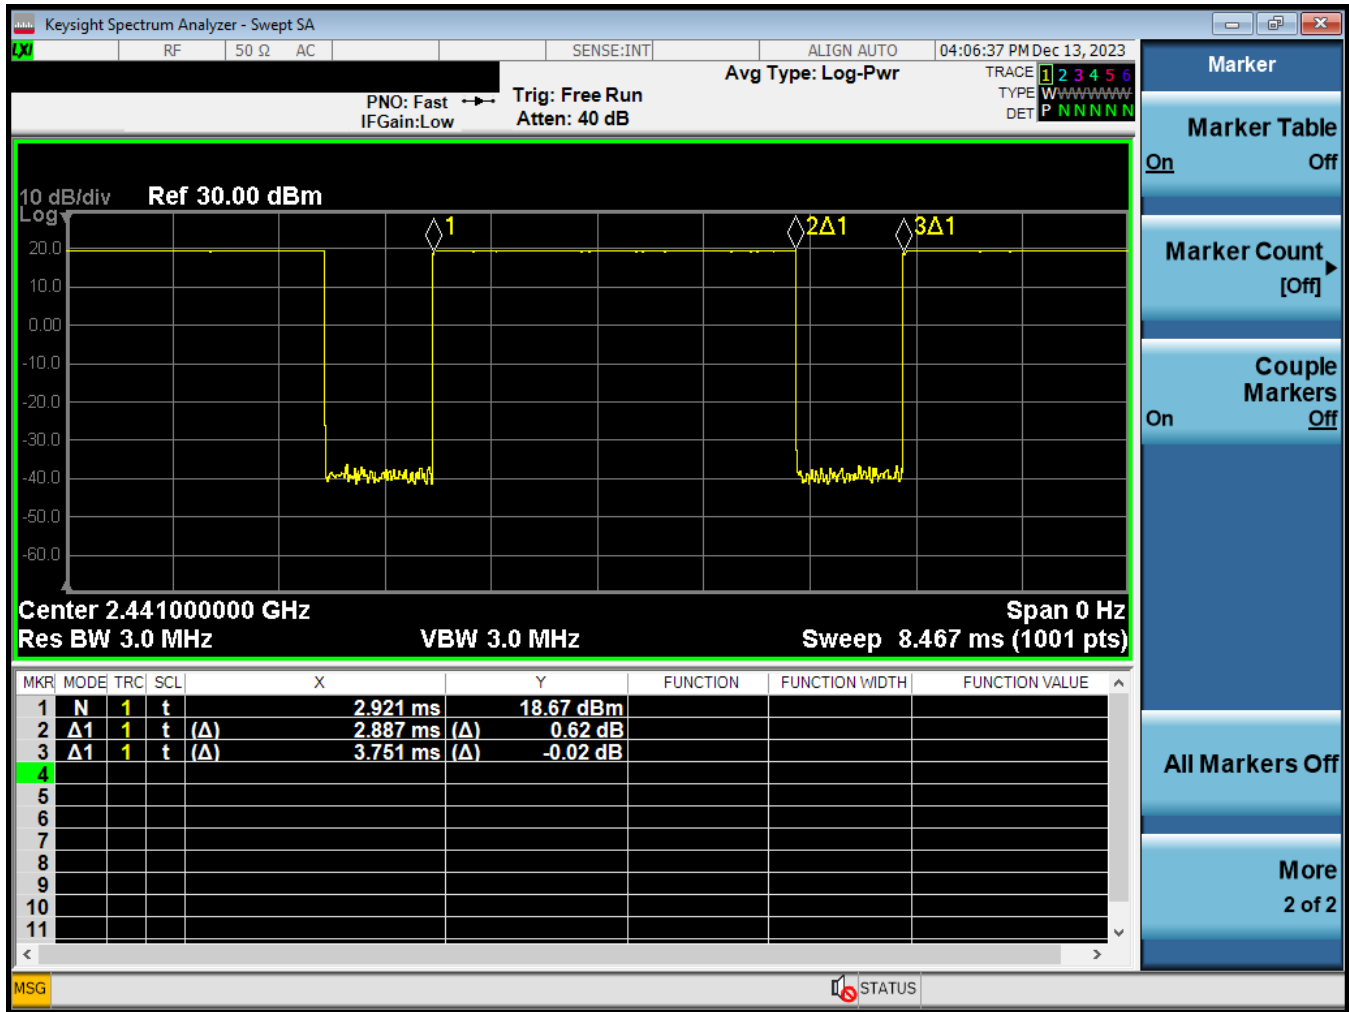 Keysight Spectrum Analyzer - Swept SA
LXI RF 50 Ω AC SENSE:INT ALIGN AUTO 04:06:37 PM Dec 13, 2023
Avg Type: Log-Pwr TRACE 1 2 3 4 5 6
PNO: Fast Trig: Free Run TYPE W W W W W W
IFGain:Low Atten: 40 dB DET P N N N N N
10 dB/div Ref 30.00 dBm
Log
1 2Δ1 3Δ1
20.0
10.0
0.00
-10.0
-20.0
-30.0
-40.0
-50.0
-60.0
Center 2.441000000 GHz Span 0 Hz
Res BW 3.0 MHz VBW 3.0 MHz Sweep 8.467 ms (1001 pts)
MKR MODE TRC SCL X Y FUNCTION FUNCTION WIDTH FUNCTION VALUE
1 N 1 t 2.921 ms 18.67 dBm
2 Δ1 1 t (Δ) 2.887 ms (Δ) 0.62 dB
3 Δ1 1 t (Δ) 3.751 ms (Δ) -0.02 dB
4
5
6
7
8
9
10
11
MSG STATUS
Marker
Marker Table
On Off
Marker Count
[Off]
Couple
Markers
On Off
All Markers Off
More
2 of 2